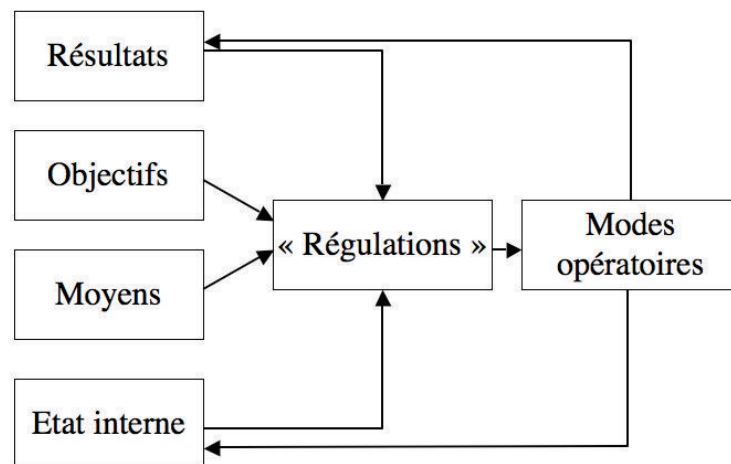 Résultats
Objectifs
« Régulations »
Modes
opératoires
Moyens
Etat interne